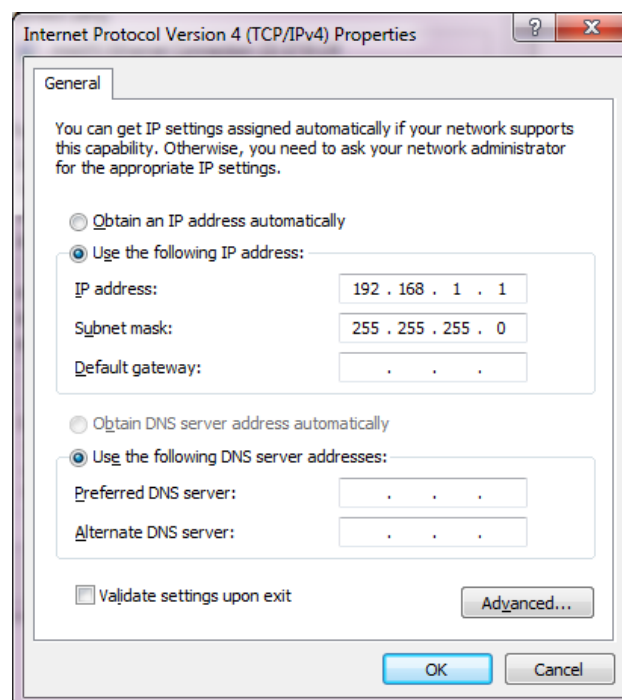 Internet Protocol Version 4 (TCP/IPv4) Properties
General
You can get IP settings assigned automatically if your network supports
this capability. Otherwise, you need to ask your network administrator
for the appropriate IP settings.
Obtain an IP address automatically
Use the following IP address:
IP address: 192 . 168 . 1 . 1
Subnet mask: 255 . 255 . 255 . 0
Default gateway: . . .
Obtain DNS server address automatically
Use the following DNS server addresses:
Preferred DNS server: . . .
Alternate DNS server: . . .
Validate settings upon exit
Advanced...
OK Cancel